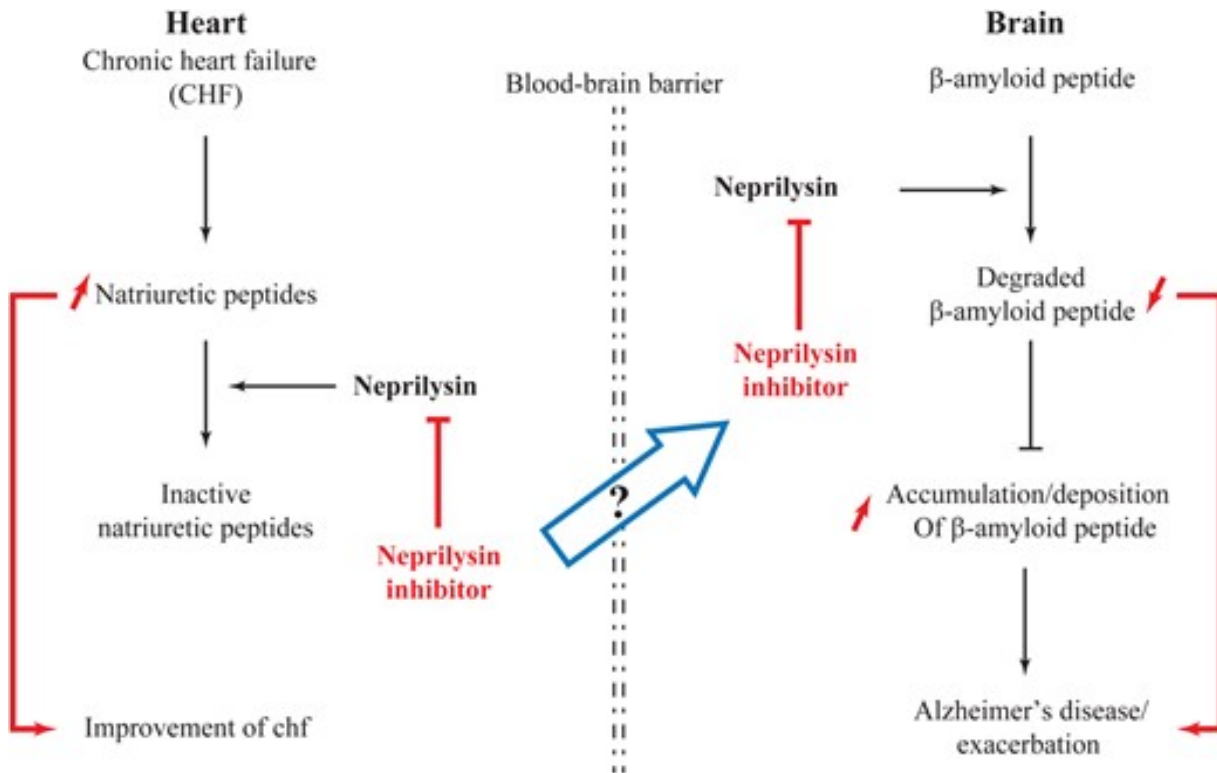 Heart
Chronic heart failure
(CHF)
Natriuretic peptides
Neprilysin
Inactive
natriuretic peptides
Neprilysin
inhibitor
Improvement of chf
Blood-brain barrier
?
Brain
β-amyloid peptide
Neprilysin
Degraded
β-amyloid peptide
Neprilysin
inhibitor
Accumulation/deposition
Of β-amyloid peptide
Alzheimer’s disease/
exacerbation